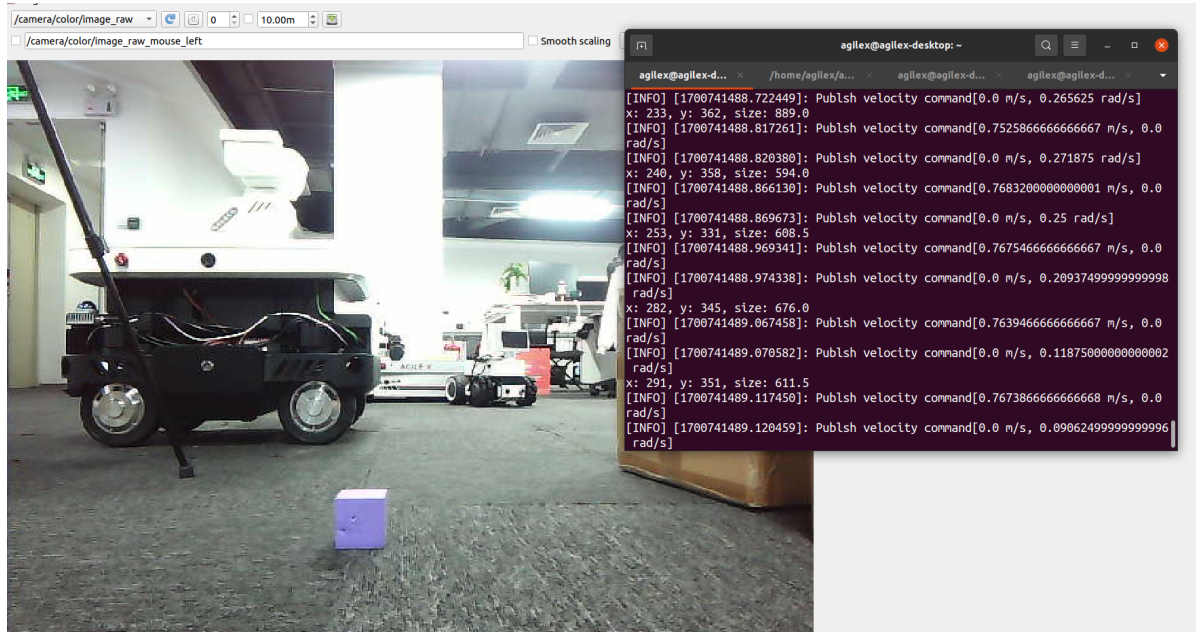 /camera/color/image_raw 0 10.00m
/camera/color/image_raw_mouse_left Smooth scaling
agilex@agilex-desktop: ~
agilex@agilex-d... × /home/agilex/a... × agilex@agilex-d... × agilex@agilex-d... ×
[INFO] [1700741488.722449]: Publsh velocity command[0.0 m/s, 0.265625 rad/s]
x: 233, y: 362, size: 889.0
[INFO] [1700741488.817261]: Publsh velocity command[0.7525866666666667 m/s, 0.0
rad/s]
[INFO] [1700741488.820380]: Publsh velocity command[0.0 m/s, 0.271875 rad/s]
x: 240, y: 358, size: 594.0
[INFO] [1700741488.866130]: Publsh velocity command[0.7683200000000001 m/s, 0.0
rad/s]
[INFO] [1700741488.869673]: Publsh velocity command[0.0 m/s, 0.25 rad/s]
x: 253, y: 331, size: 608.5
[INFO] [1700741488.969341]: Publsh velocity command[0.7675466666666667 m/s, 0.0
rad/s]
[INFO] [1700741488.974338]: Publsh velocity command[0.0 m/s, 0.20937499999999998
rad/s]
x: 282, y: 345, size: 676.0
[INFO] [1700741489.067458]: Publsh velocity command[0.7639466666666667 m/s, 0.0
rad/s]
[INFO] [1700741489.070582]: Publsh velocity command[0.0 m/s, 0.11875000000000002
rad/s]
x: 291, y: 351, size: 611.5
[INFO] [1700741489.117450]: Publsh velocity command[0.7673866666666668 m/s, 0.0
rad/s]
[INFO] [1700741489.120459]: Publsh velocity command[0.0 m/s, 0.09062499999999996
rad/s]
AGILE X